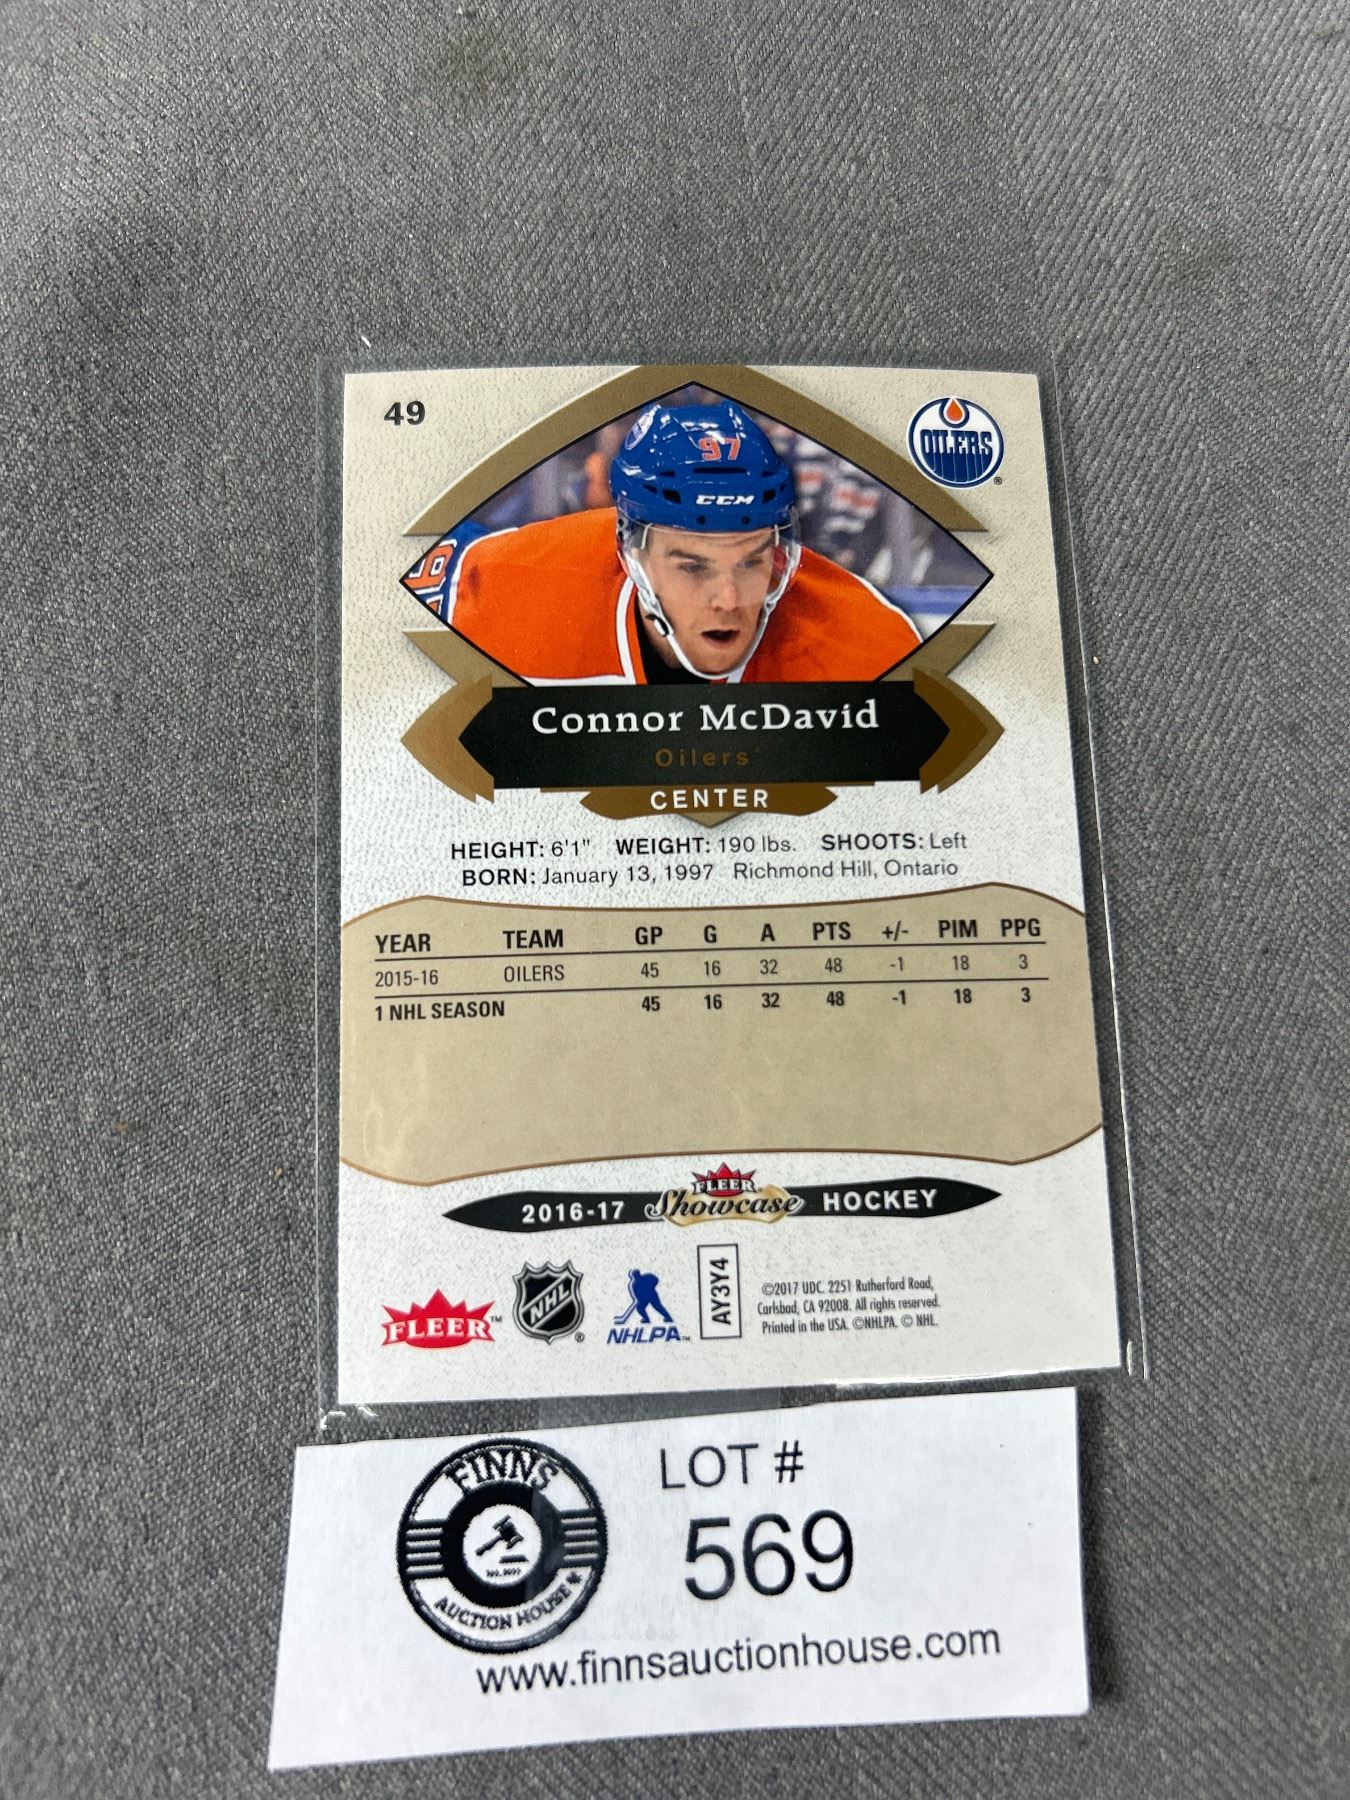 49
OILERS
®
97
CCM
97
Connor McDavid
Oilers
CENTER
HEIGHT: 6'1" WEIGHT: 190 lbs. SHOOTS: Left
BORN: January 13, 1997 Richmond Hill, Ontario
YEAR TEAM GP G A PTS +/- PIM PPG
2015-16 OILERS 45 16 32 48 -1 18 3
1 NHL SEASON 45 16 32 48 -1 18 3
2016-17 FLEER Showcase HOCKEY
FLEER™ NHL® NHLPA™ AY3Y4
©2017 UDC. 2251 Rutherford Road,
Carlsbad, CA 92008. All rights reserved.
Printed in the USA. ©NHLPA. © NHL.
FINNS
AUCTION HOUSE
LOT #
569
www.finnsauctionhouse.com